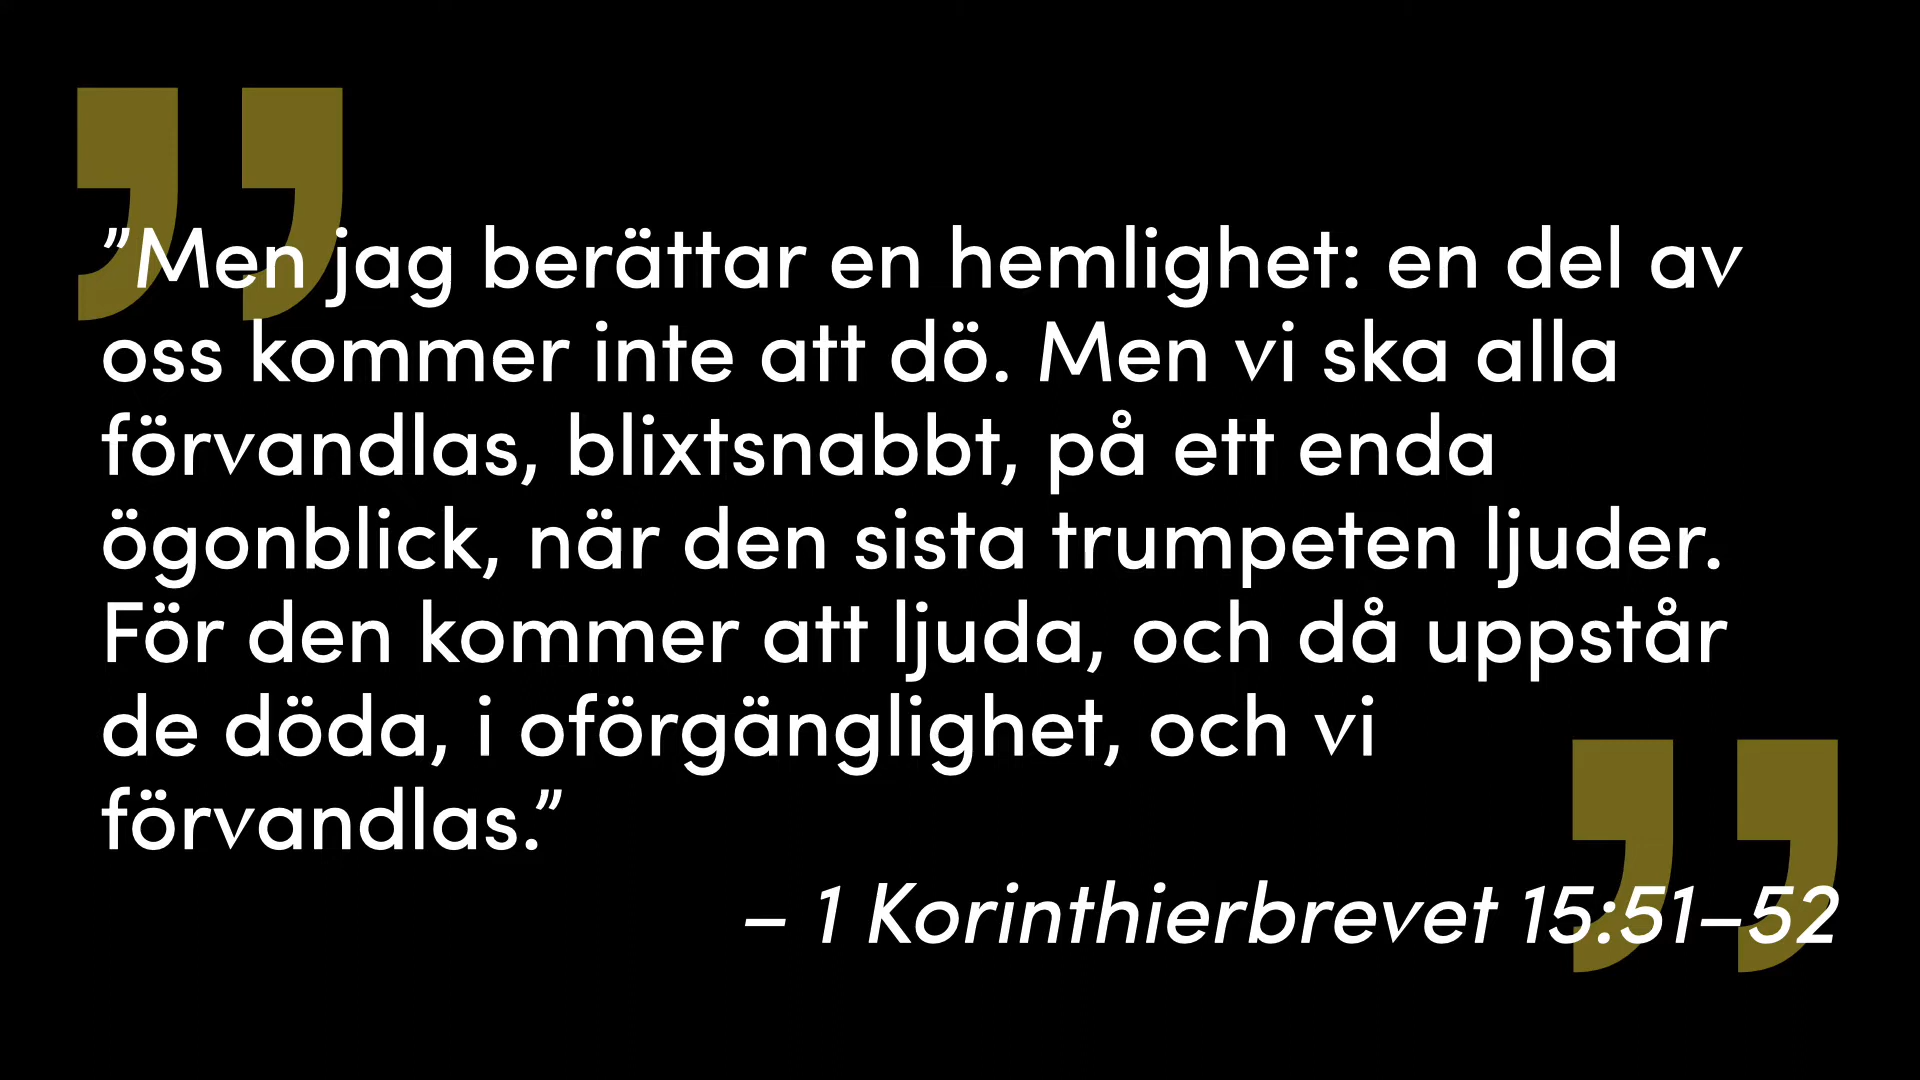 ”Men jag berättar en hemlighet: en del av
oss kommer inte att dö. Men vi ska alla
förvandlas, blixtsnabbt, på ett enda
ögonblick, när den sista trumpeten ljuder.
För den kommer att ljuda, och då uppstår
de döda, i oförgänglighet, och vi
förvandlas.”
– 1 Korinthierbrevet 15:51–52